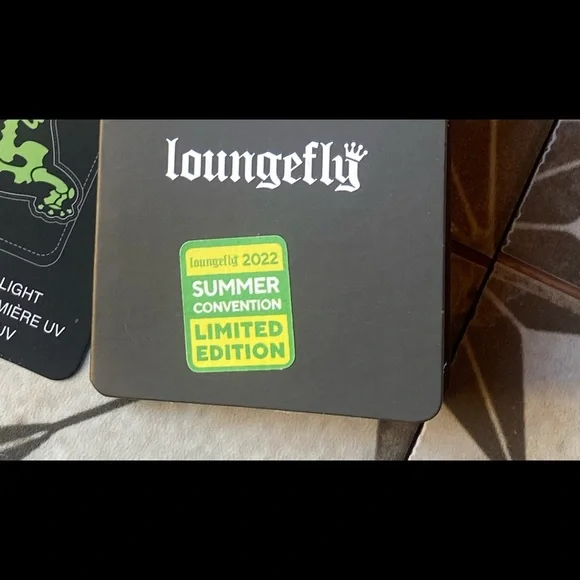 loungefly
loungefly 2022
SUMMER
CONVENTION
LIMITED
EDITION
LIGHT
MIÈRE UV
UV